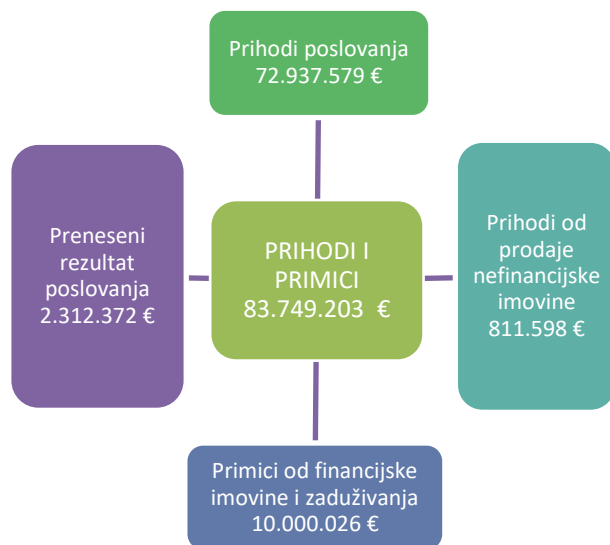 Prihodi poslovanja
72.937.579 €
Preneseni
rezultat
poslovanja
2.312.372 €
PRIHODI I
PRIMICI
83.749.203 €
Prihodi od
prodaje
nefinancijske
imovine
811.598 €
Primici od financijske
imovine i zaduživanja
10.000.026 €